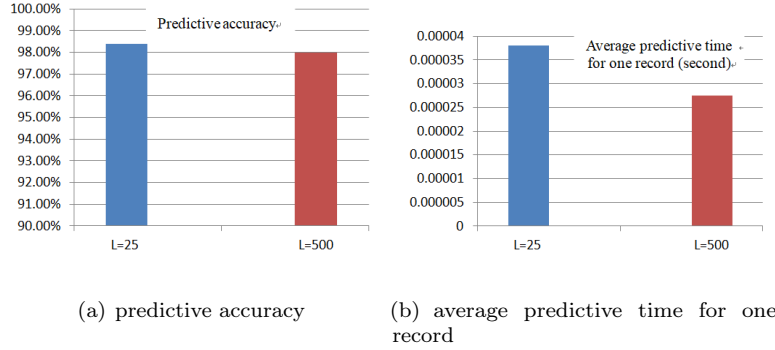 100.00%
99.00%
98.00%
97.00%
96.00%
95.00%
94.00%
93.00%
92.00%
91.00%
90.00%
Predictive accuracy
L=25
L=500
0.00004
0.000035
0.00003
0.000025
0.00002
0.000015
0.00001
0.000005
0
Average predictive time
for one record (second)
L=25
L=500
(a) predictive accuracy
(b) average predictive time for one
record